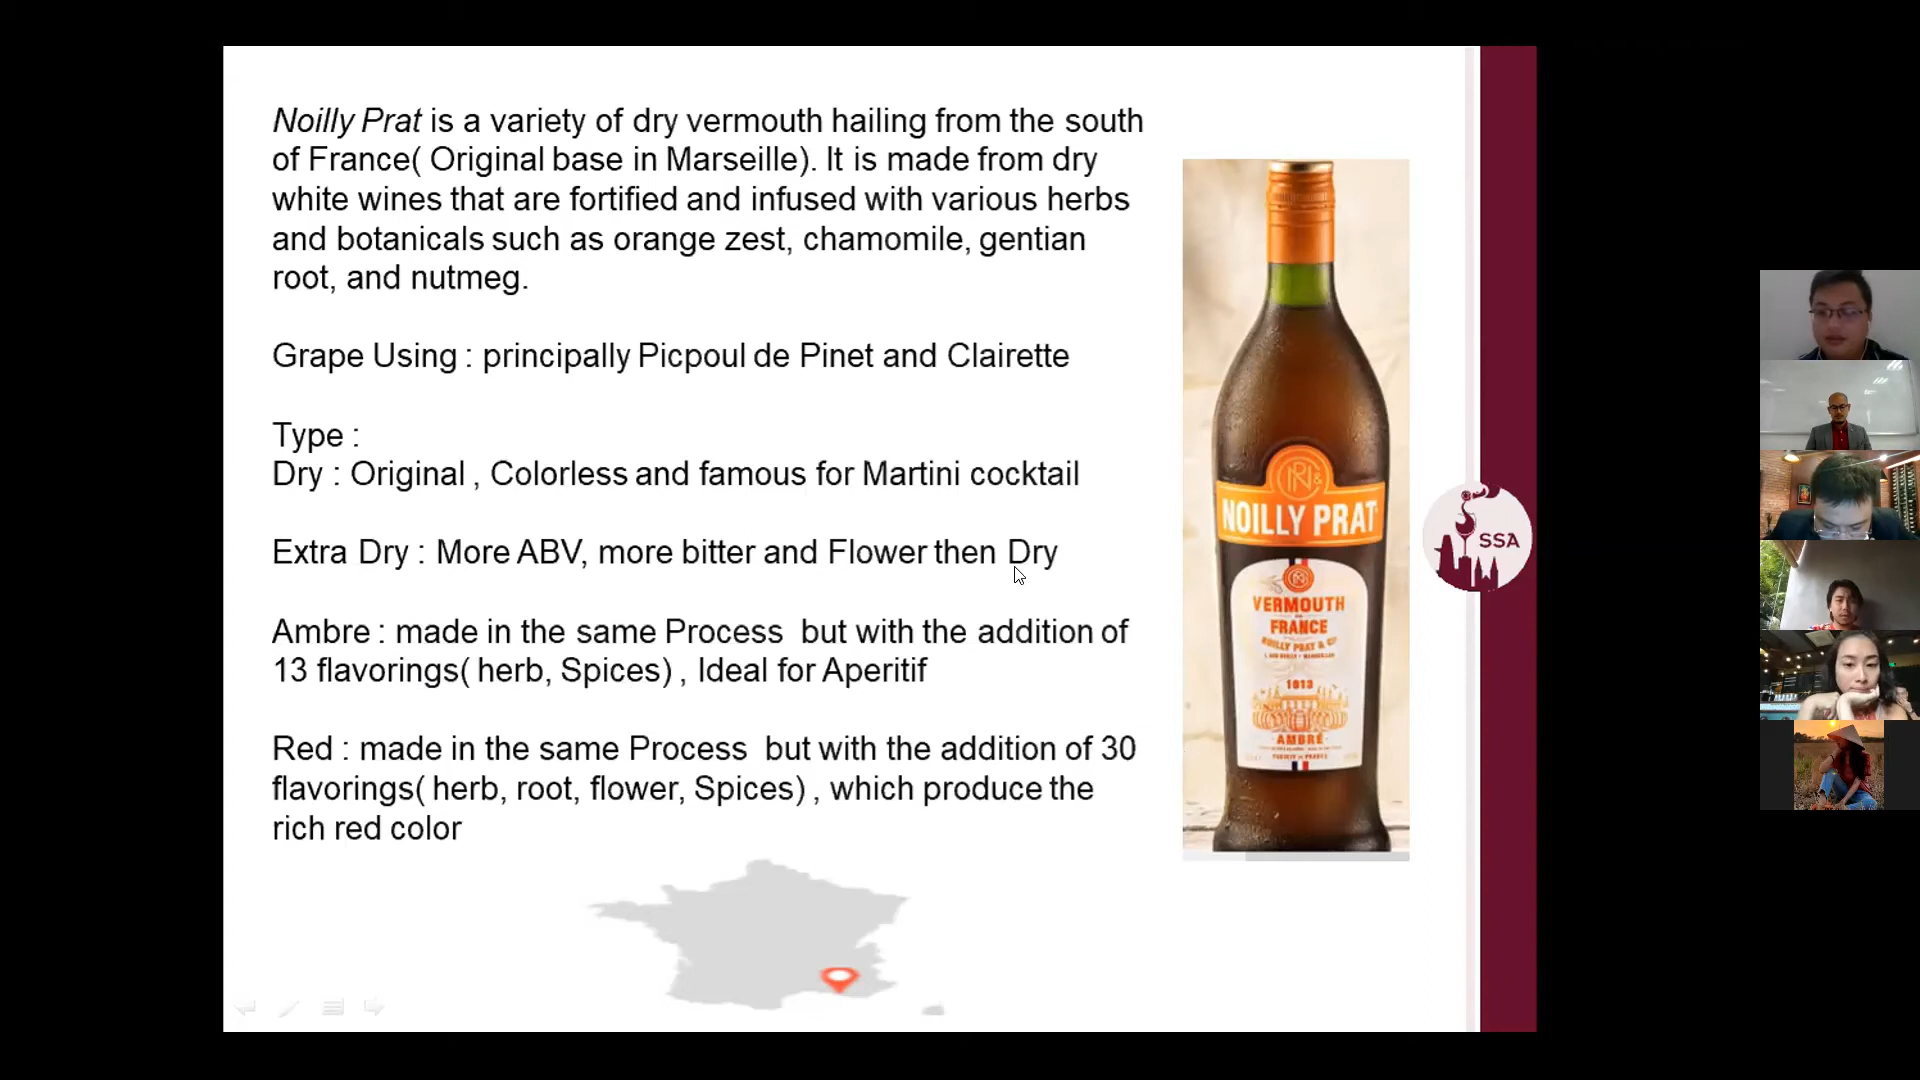 Noilly Prat is a variety of dry vermouth hailing from the south
of France( Original base in Marseille). It is made from dry
white wines that are fortified and infused with various herbs
and botanicals such as orange zest, chamomile, gentian
root, and nutmeg.
Grape Using : principally Picpoul de Pinet and Clairette
Type :
Dry : Original , Colorless and famous for Martini cocktail
Extra Dry : More ABV, more bitter and Flower then Dry
Ambre : made in the same Process but with the addition of
13 flavorings( herb, Spices) , Ideal for Aperitif
Red : made in the same Process but with the addition of 30
flavorings( herb, root, flower, Spices) , which produce the
rich red color
NOILLY PRAT
VERMOUTH
FRANCE
NOILLY PRAT & Cie
1813
AMBRÉ
SSA